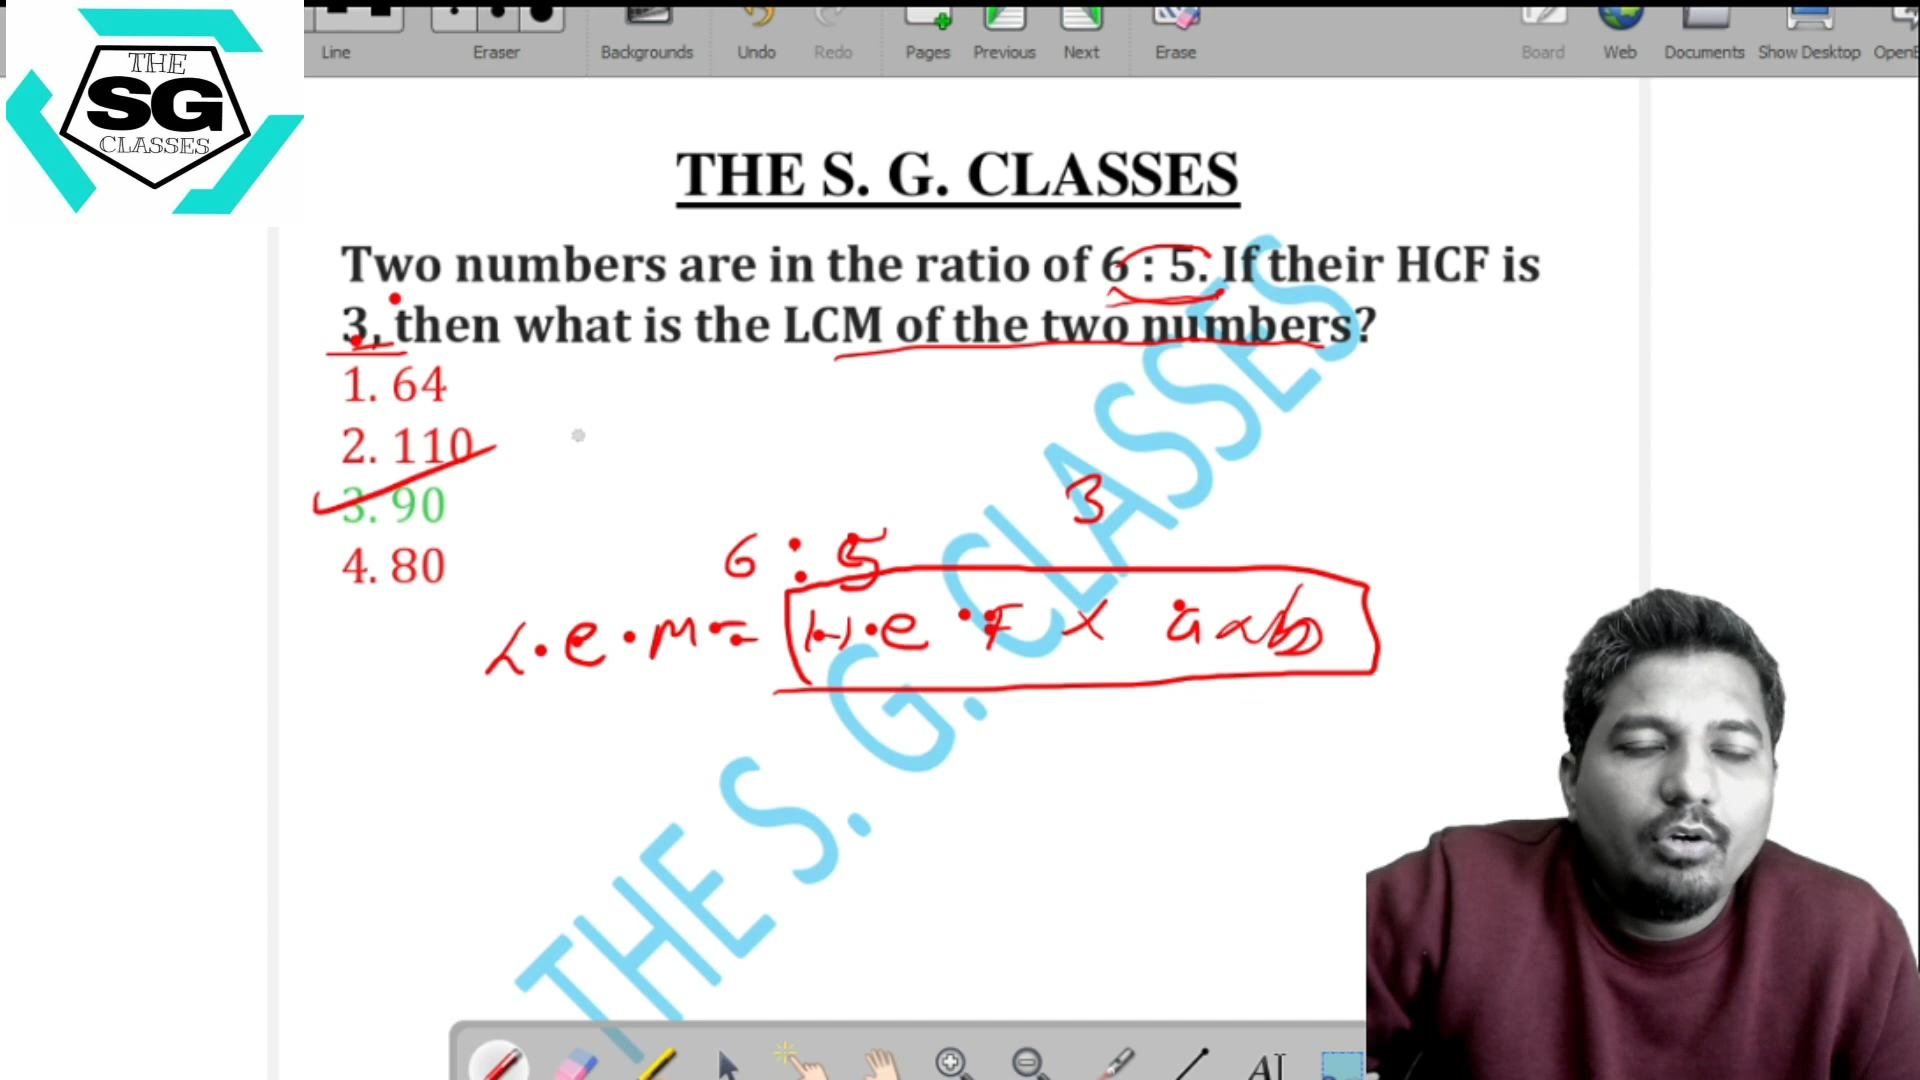 Line
Eraser
Backgrounds
Undo
Redo
Pages
Previous
Next
Erase
Board
Web
Documents
Show Desktop
THE
SG
CLASSES
THE S. G. CLASSES
Two numbers are in the ratio of 6 : 5. If their HCF is
3, then what is the LCM of the two numbers?
1. 64
2. 110
3. 90
4. 80
3
6 : 5
L.C.M = H.C.F x axb
THE S. G. CLASSES